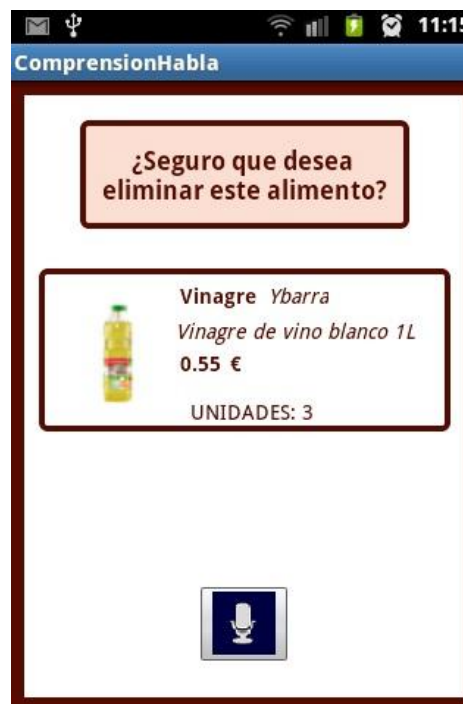 11:15
ComprensionHabla
¿Seguro que desea
eliminar este alimento?
Vinagre Ybarra
Vinagre de vino blanco 1L
0.55 €
UNIDADES: 3